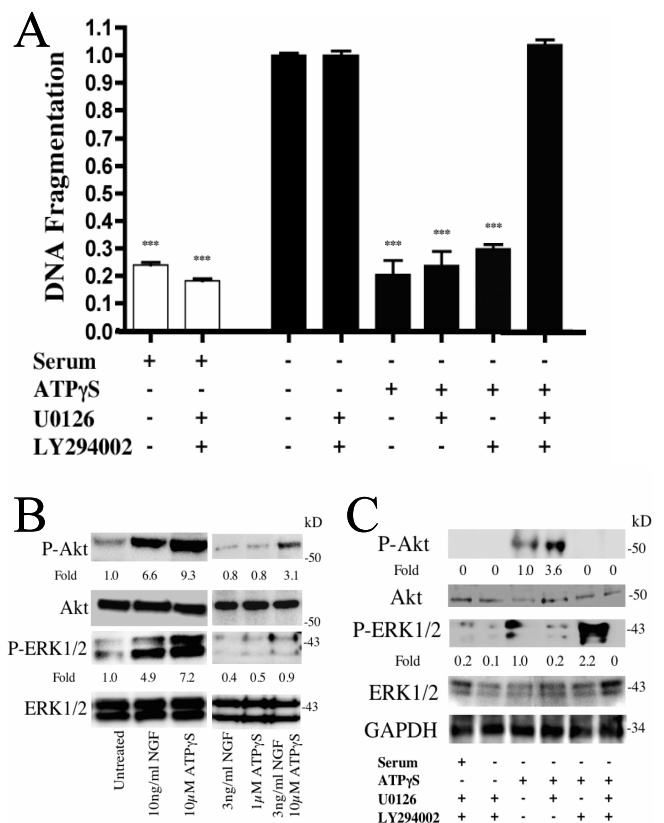 A
DNA Fragmentation
1.1
1.0
0.9
0.8
0.7
0.6
0.5
0.4
0.3
0.2
0.1
0.0
*** *** *** *** ***
Serum + + - - - - - -
ATPγS - - - - + + + +
U0126 - + - + - + - +
LY294002 - + - + - - + +
B
kD
P-Akt -50
Fold 1.0 6.6 9.3 0.8 0.8 3.1
Akt
-50
P-ERK1/2 -43
Fold 1.0 4.9 7.2 0.4 0.5 0.9
ERK1/2 -43
Untreated
10ng/ml NGF
10µM ATPγS
3ng/ml NGF
1µM ATPγS
3ng/ml NGF
10µM ATPγS
C
kD
P-Akt -50
Fold 0 0 1.0 3.6 0 0
Akt -50
P-ERK1/2 -43
Fold 0.2 0.1 1.0 0.2 2.2 0
ERK1/2 -43
GAPDH -34
Serum + - - - - -
ATPγS - - + + + +
U0126 + + - + - +
LY294002 + + - - + +